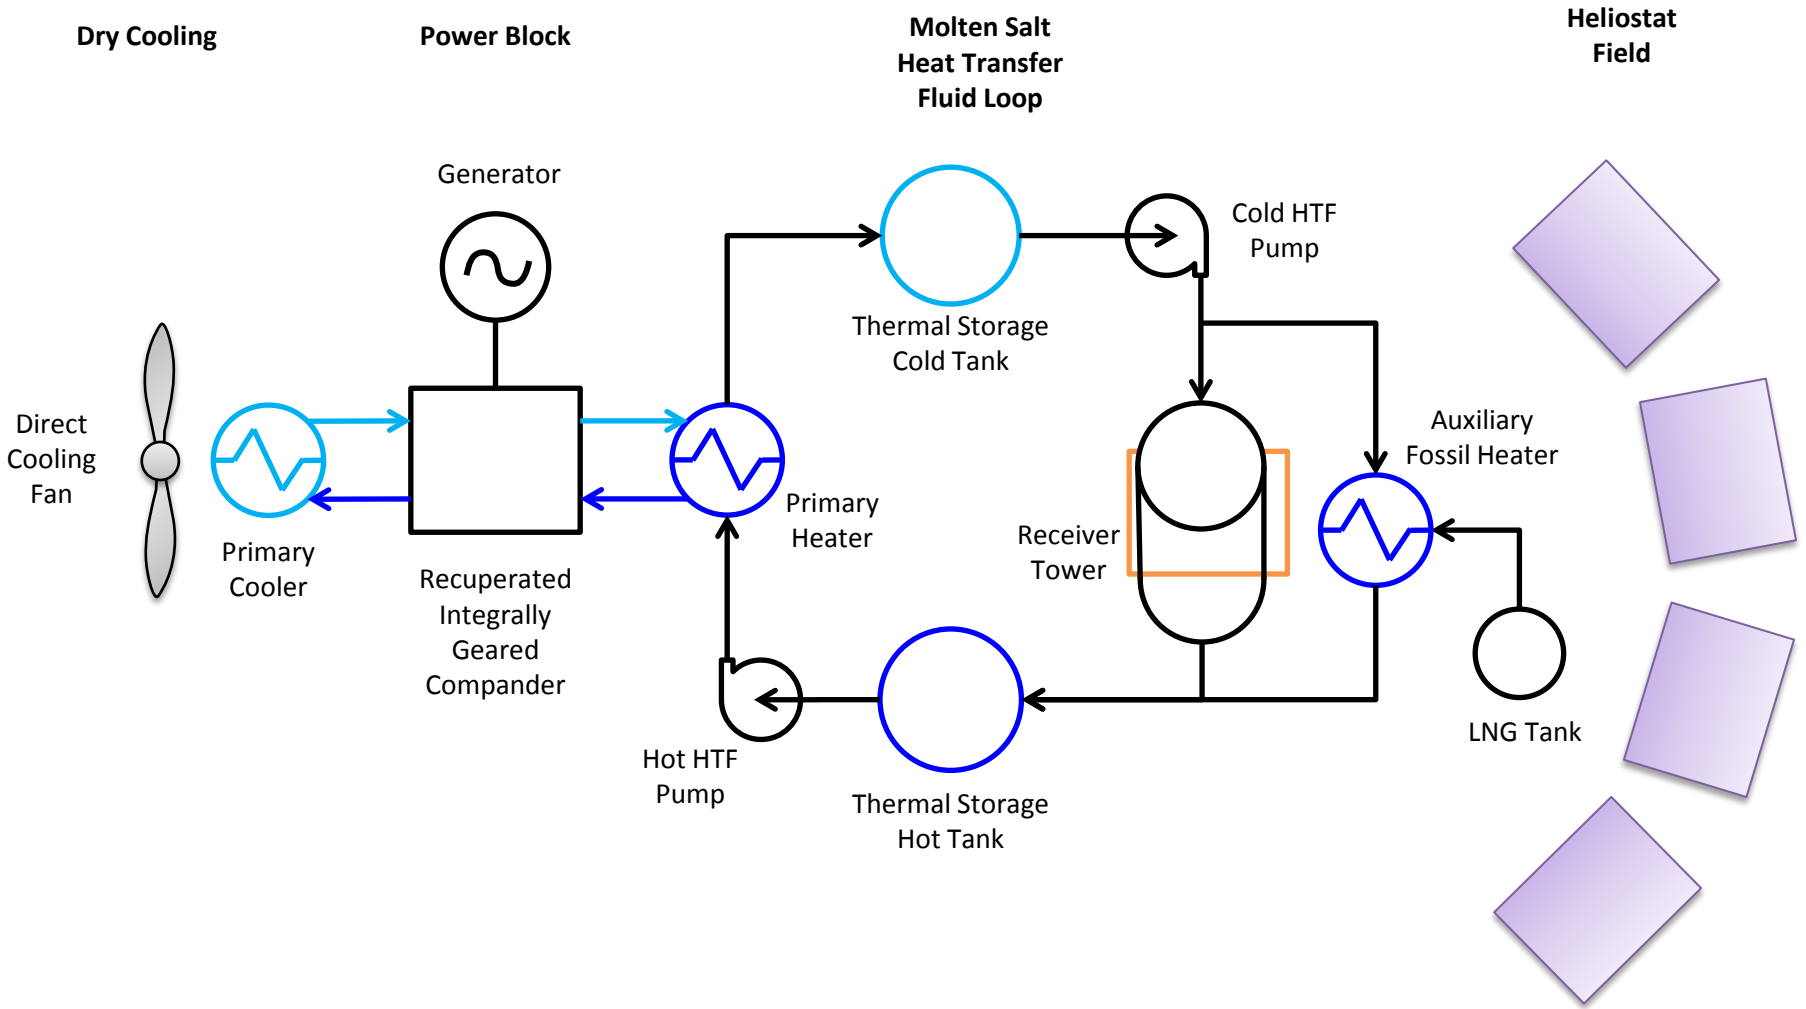 Dry Cooling
Power Block
Molten Salt
Heat Transfer
Fluid Loop
Heliostat
Field
Generator
Cold HTF
Pump
Thermal Storage
Cold Tank
Direct
Cooling
Fan
Auxiliary
Fossil Heater
Primary
Heater
Receiver
Tower
Primary
Cooler
Recuperated
Integrally
Geared
Compander
LNG Tank
Hot HTF
Pump
Thermal Storage
Hot Tank